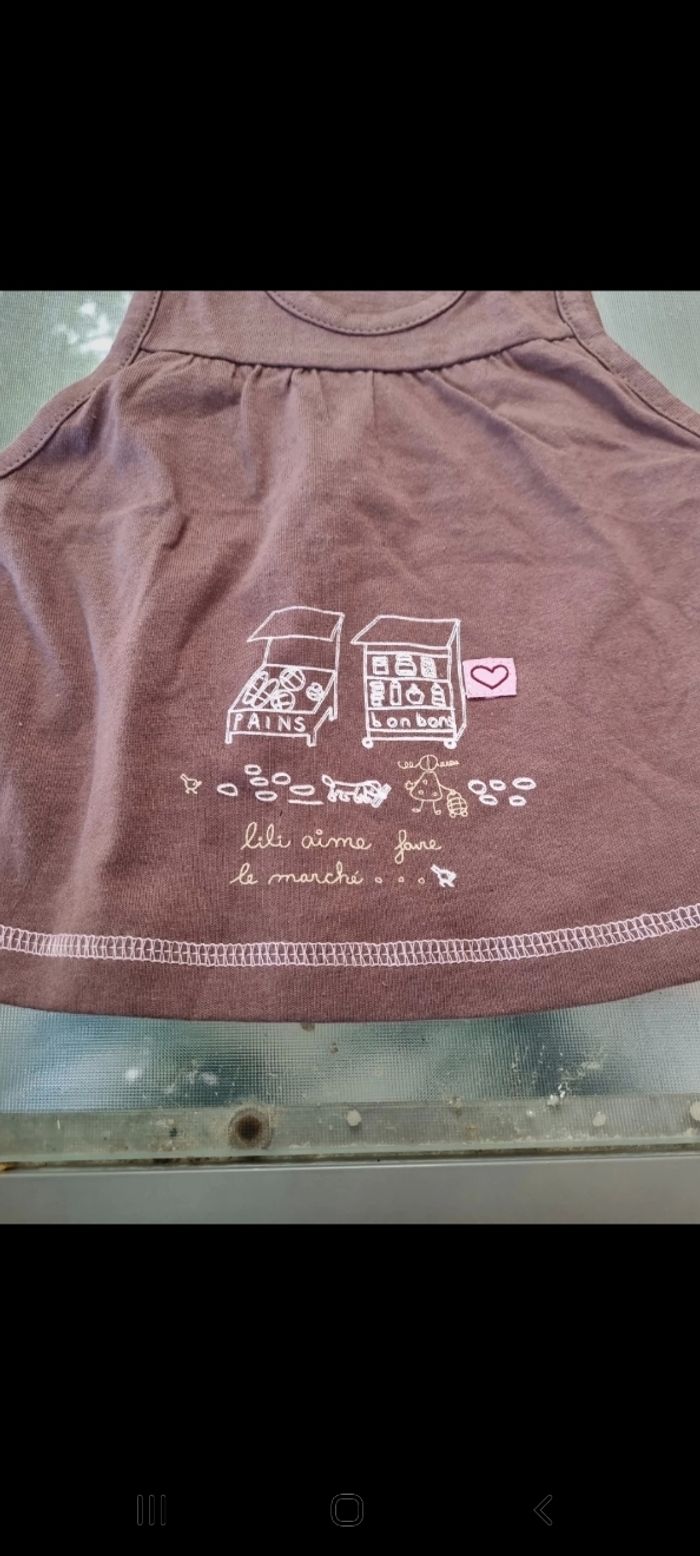 PAINS
bonbons
lili aime faire
le marché...